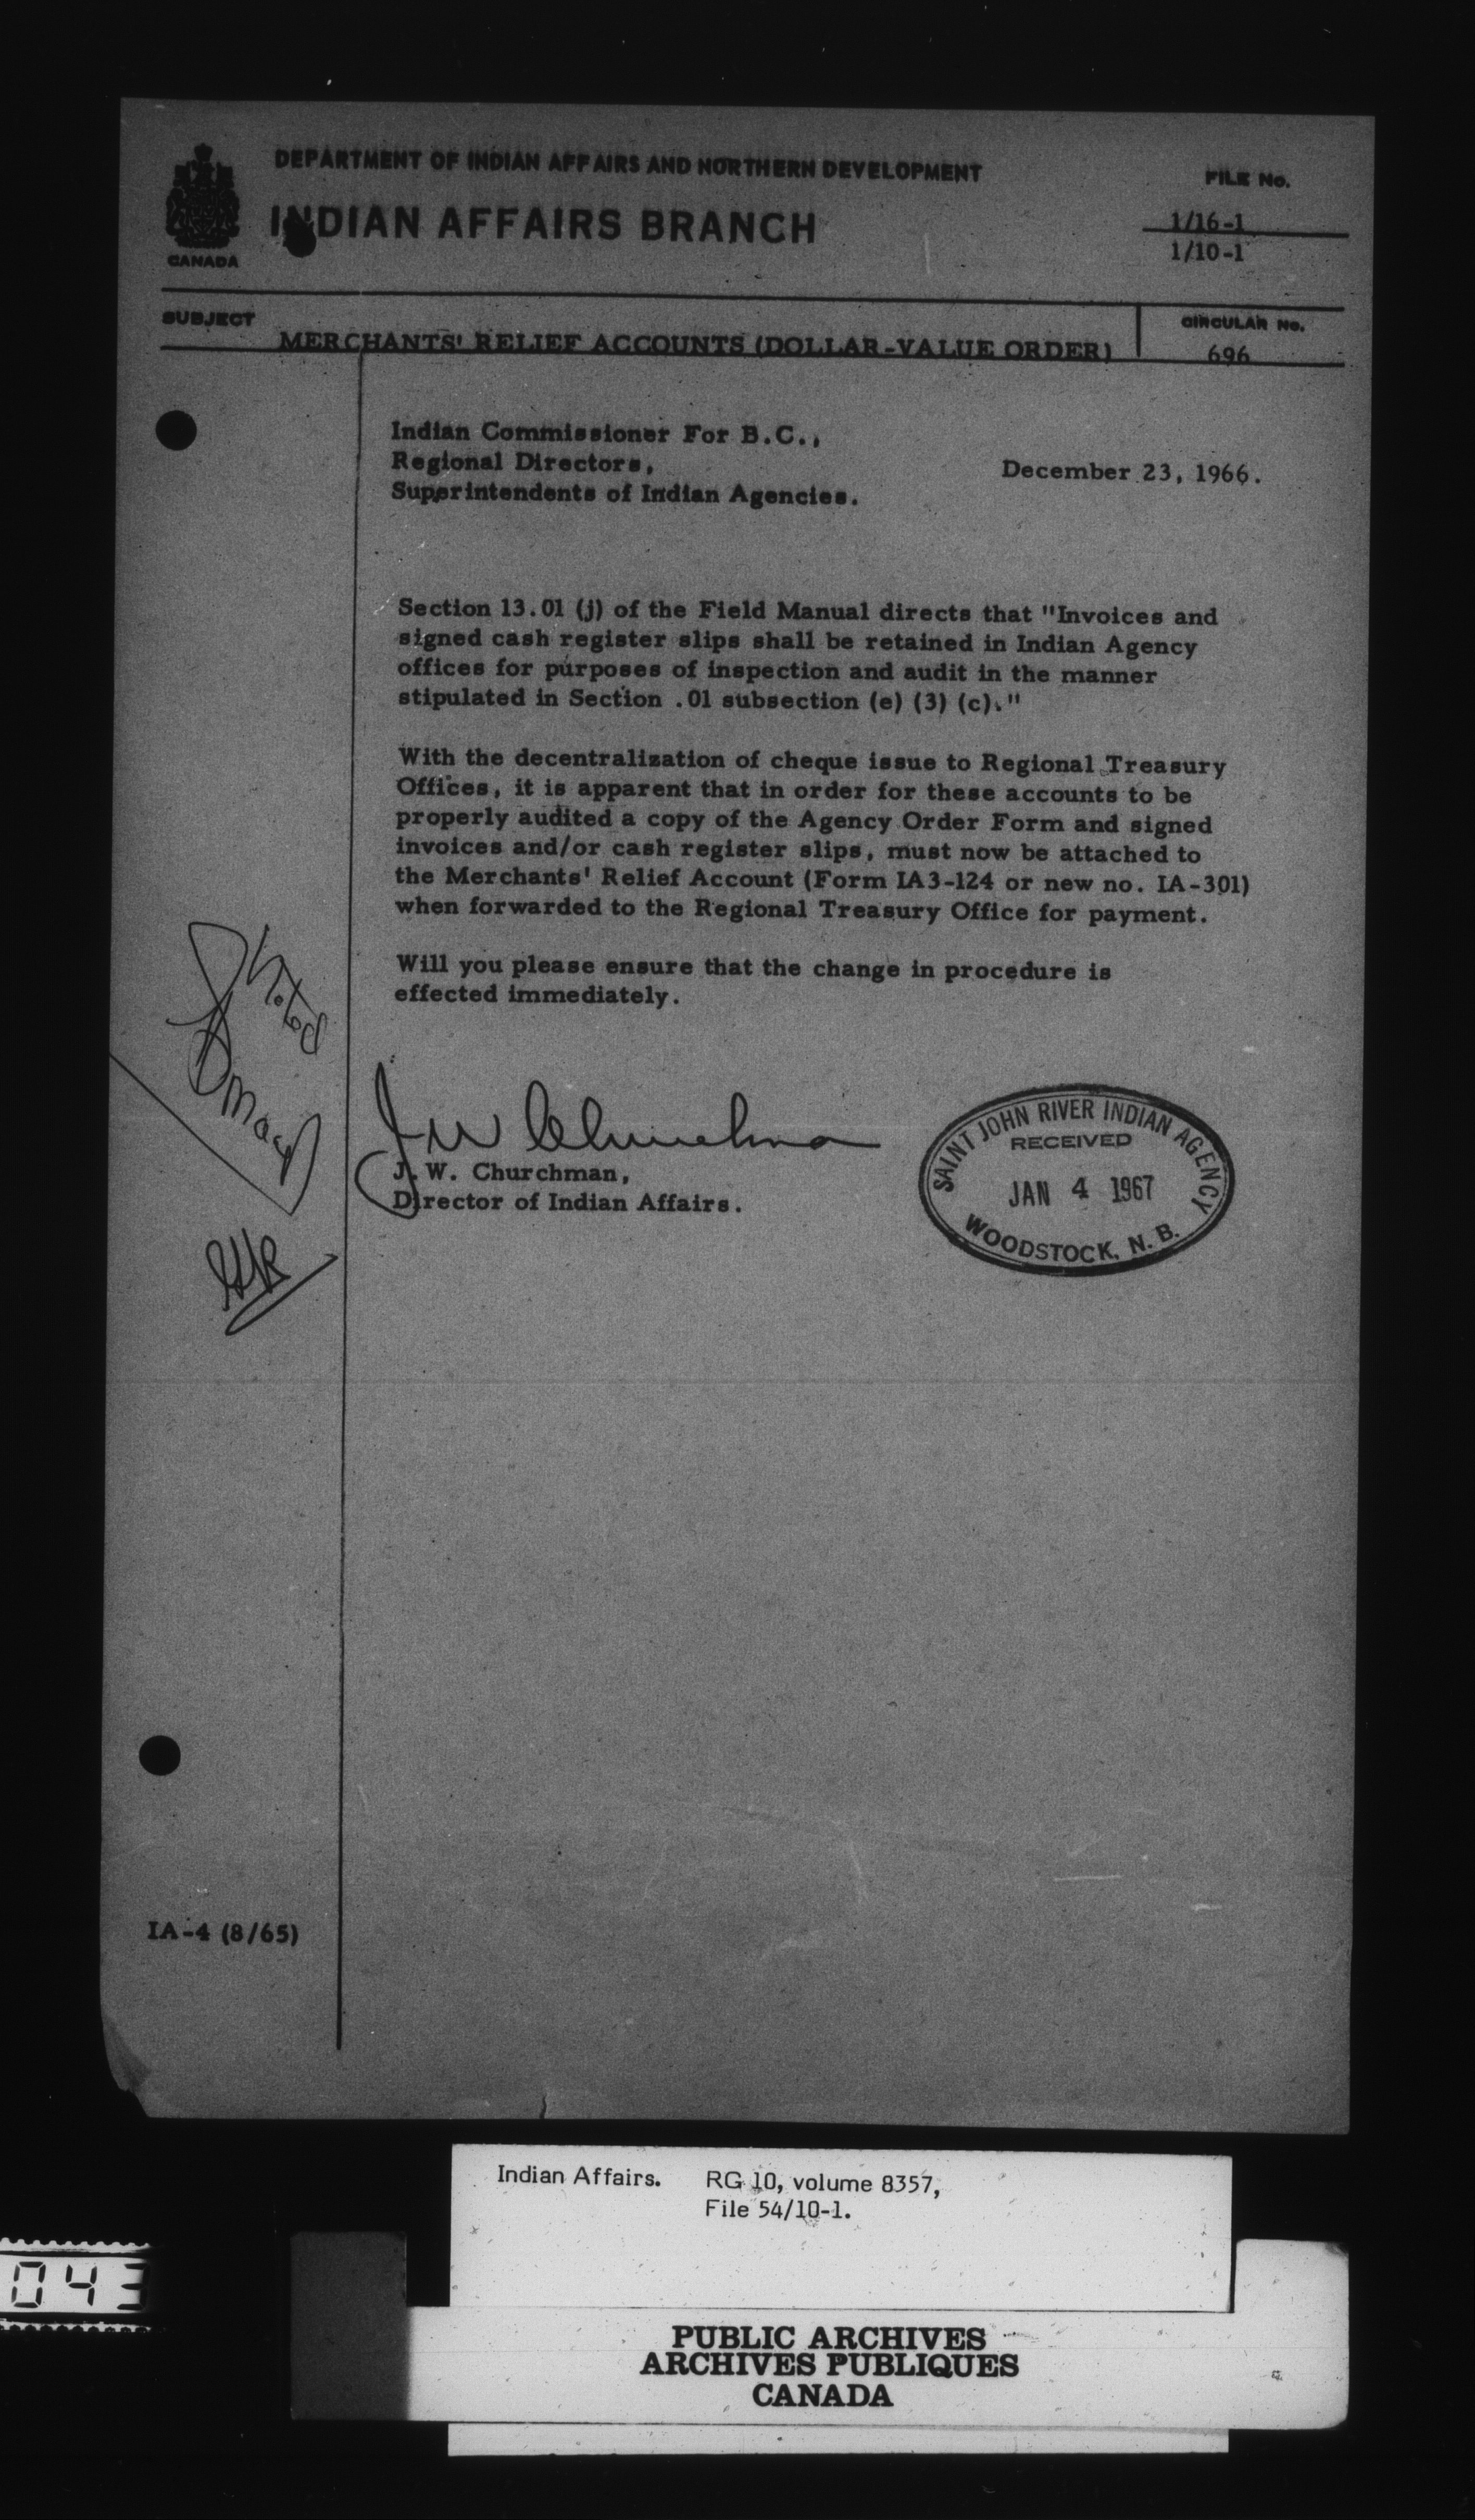 DEPARTMENT OF INDIAN AFFAIRS AND NORTHERN DEVELOPMENT
INDIAN AFFAIRS BRANCH
CANADA
FILE No.
1/16-1
1/10-1
SUBJECT
MERCHANTS' RELIEF ACCOUNTS (DOLLAR-VALUE ORDER)
CIRCULAR No.
696
Indian Commissioner For B.C.,
Regional Directors,
Superintendents of Indian Agencies.
December 23, 1966.
Section 13.01 (j) of the Field Manual directs that "Invoices and
signed cash register slips shall be retained in Indian Agency
offices for purposes of inspection and audit in the manner
stipulated in Section .01 subsection (e) (3) (c)."
With the decentralization of cheque issue to Regional Treasury
Offices, it is apparent that in order for these accounts to be
properly audited a copy of the Agency Order Form and signed
invoices and/or cash register slips, must now be attached to
the Merchants' Relief Account (Form IA3-124 or new no. IA-301)
when forwarded to the Regional Treasury Office for payment.
Will you please ensure that the change in procedure is
effected immediately.
Noted
J W Churchman
J. W. Churchman,
Director of Indian Affairs.
SAINT JOHN RIVER INDIAN AGENCY
RECEIVED
JAN 4 1967
WOODSTOCK, N. B.
IA-4 (8/65)
Indian Affairs. RG 10, volume 8357,
File 54/10-1.
043
PUBLIC ARCHIVES
ARCHIVES PUBLIQUES
CANADA